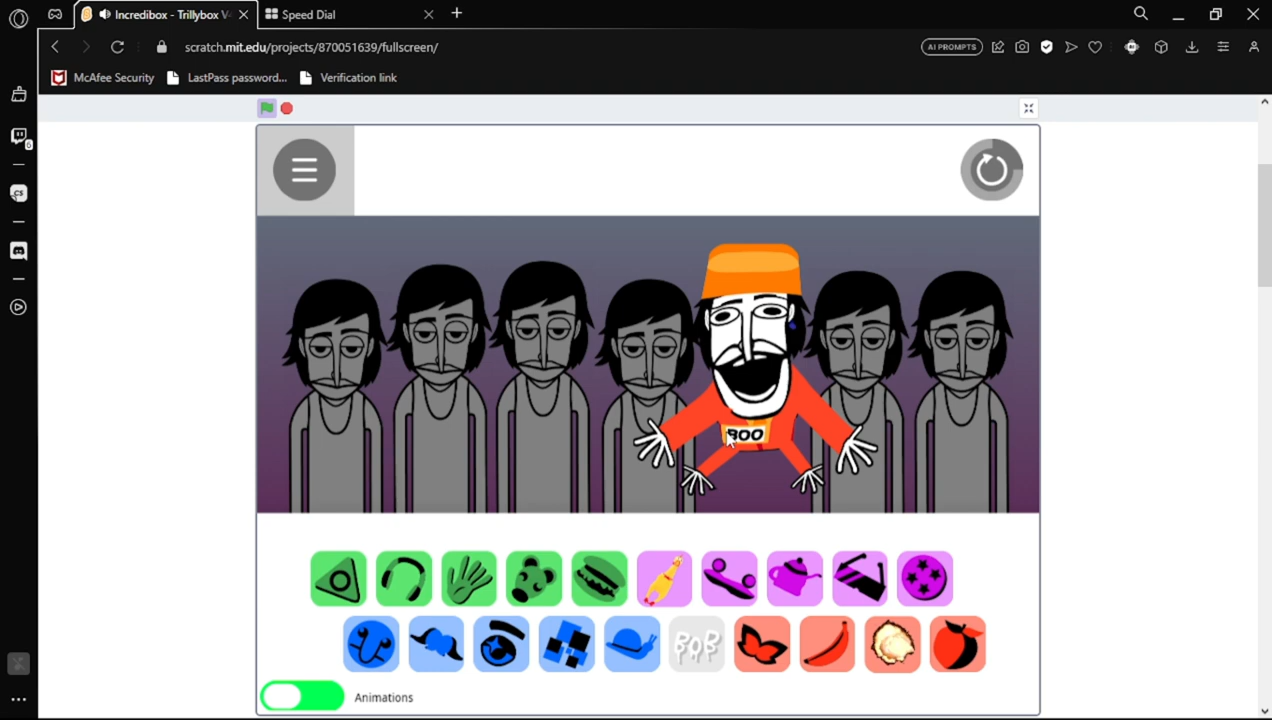 Incredibox - Trillybox V
Speed Dial
scratch.mit.edu/projects/870051639/fullscreen/
AI PROMPTS
McAfee Security
LastPass password...
Verification link
BOO
BOB
Animations